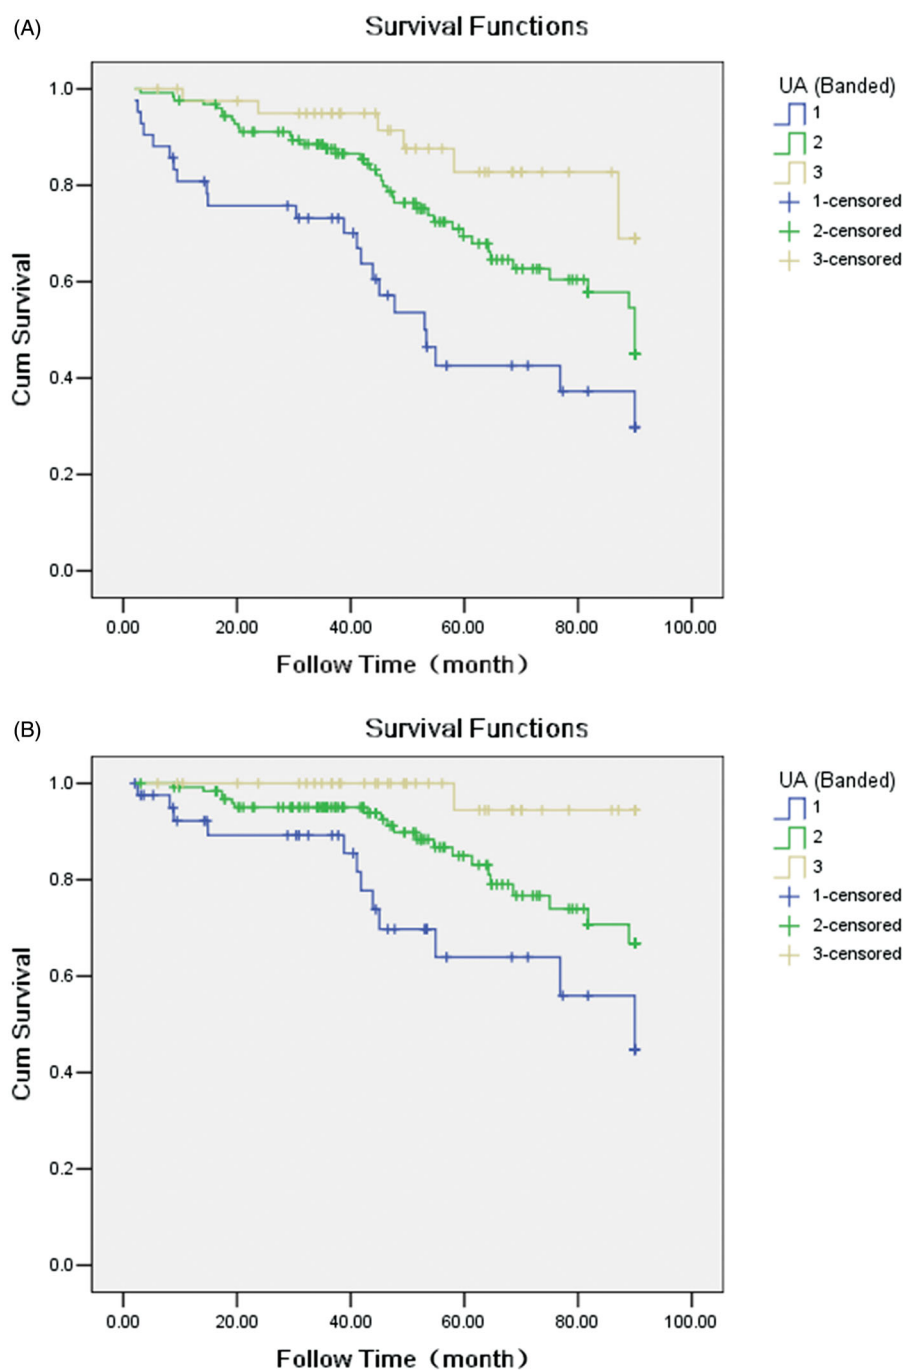 (A)
Survival Functions
UA (Banded)
1
2
3
1-censored
2-censored
3-censored
Cum Survival
1.0
0.8
0.6
0.4
0.2
0.0
0.00 20.00 40.00 60.00 80.00 100.00
Follow Time（month）
(B)
Survival Functions
UA (Banded)
1
2
3
1-censored
2-censored
3-censored
Cum Survival
1.0
0.8
0.6
0.4
0.2
0.0
0.00 20.00 40.00 60.00 80.00 100.00
Follow Time（month）